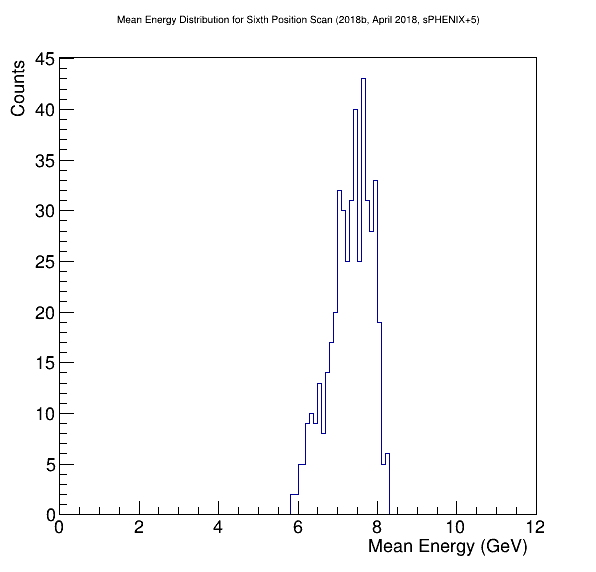 Mean Energy Distribution for Sixth Position Scan (2018b, April 2018, sPHENIX+5)
Counts
45
40
35
30
25
20
15
10
5
0
0 2 4 6 8 10 12
Mean Energy (GeV)